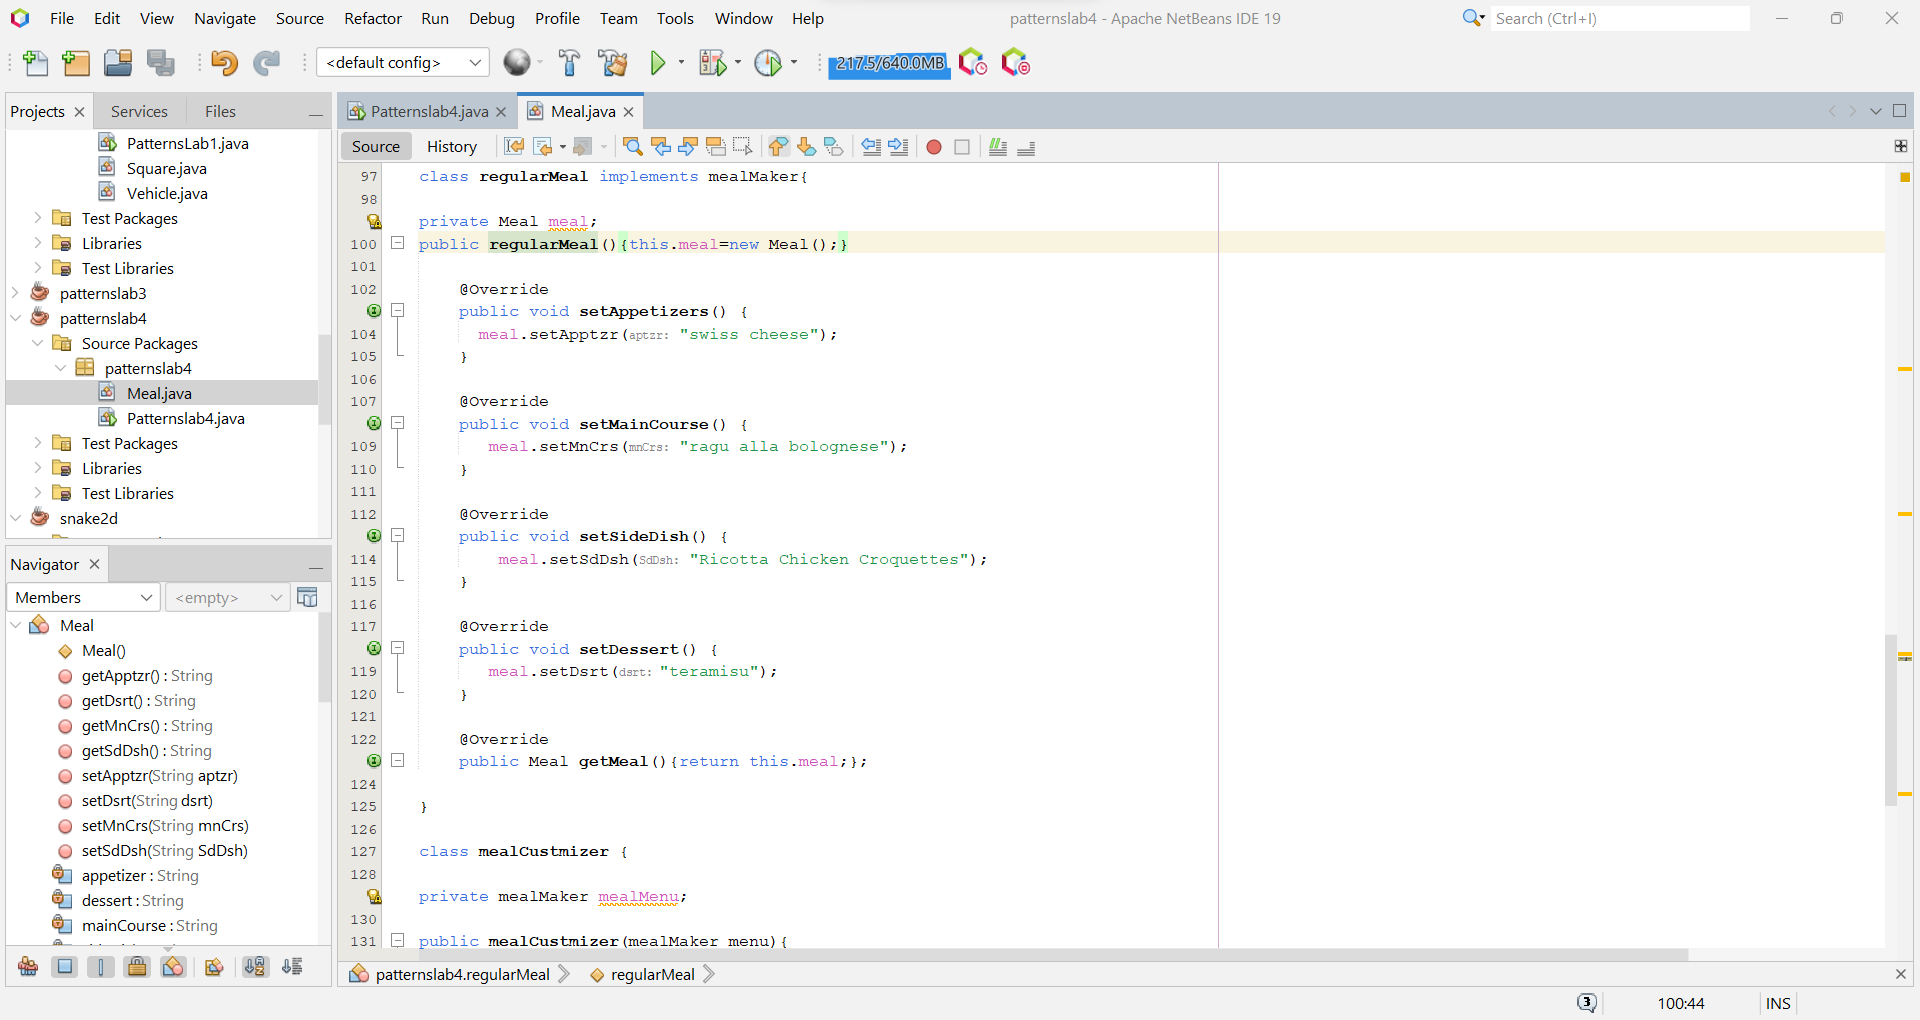 File Edit View Navigate Source Refactor Run Debug Profile Team Tools Window Help
patternslab4 - Apache NetBeans IDE 19
Search (Ctrl+I)
<default config>
217.5/640.0MB
Projects
Services
Files
PatternsLab1.java
Square.java
Vehicle.java
Test Packages
Libraries
Test Libraries
patternslab3
patternslab4
Source Packages
patternslab4
Meal.java
Patternslab4.java
Test Packages
Libraries
Test Libraries
snake2d
Navigator
Members
<empty>
Meal
Meal()
getApptzr() : String
getDsrt() : String
getMnCrs() : String
getSdDsh() : String
setApptzr(String aptzr)
setDsrt(String dsrt)
setMnCrs(String mnCrs)
setSdDsh(String SdDsh)
appetizer : String
dessert : String
mainCourse : String
Patternslab4.java
Meal.java
Source
History
97 class regularMeal implements mealMaker{
98
private Meal meal;
100 public regularMeal(){this.meal=new Meal();}
101
102 @Override
public void setAppetizers() {
104 meal.setApptzr(aptzr: "swiss cheese");
105 }
106
107 @Override
public void setMainCourse() {
109 meal.setMnCrs(mnCrs: "ragu alla bolognese");
110 }
111
112 @Override
public void setSideDish() {
114 meal.setSdDsh(SdDsh: "Ricotta Chicken Croquettes");
115 }
116
117 @Override
public void setDessert() {
119 meal.setDsrt(dsrt: "teramisu");
120 }
121
122 @Override
public Meal getMeal(){return this.meal;};
124
125 }
126
127 class mealCustmizer {
128
private mealMaker mealMenu;
130
131 public mealCustmizer(mealMaker menu){
patternslab4.regularMeal
regularMeal
3
100:44
INS